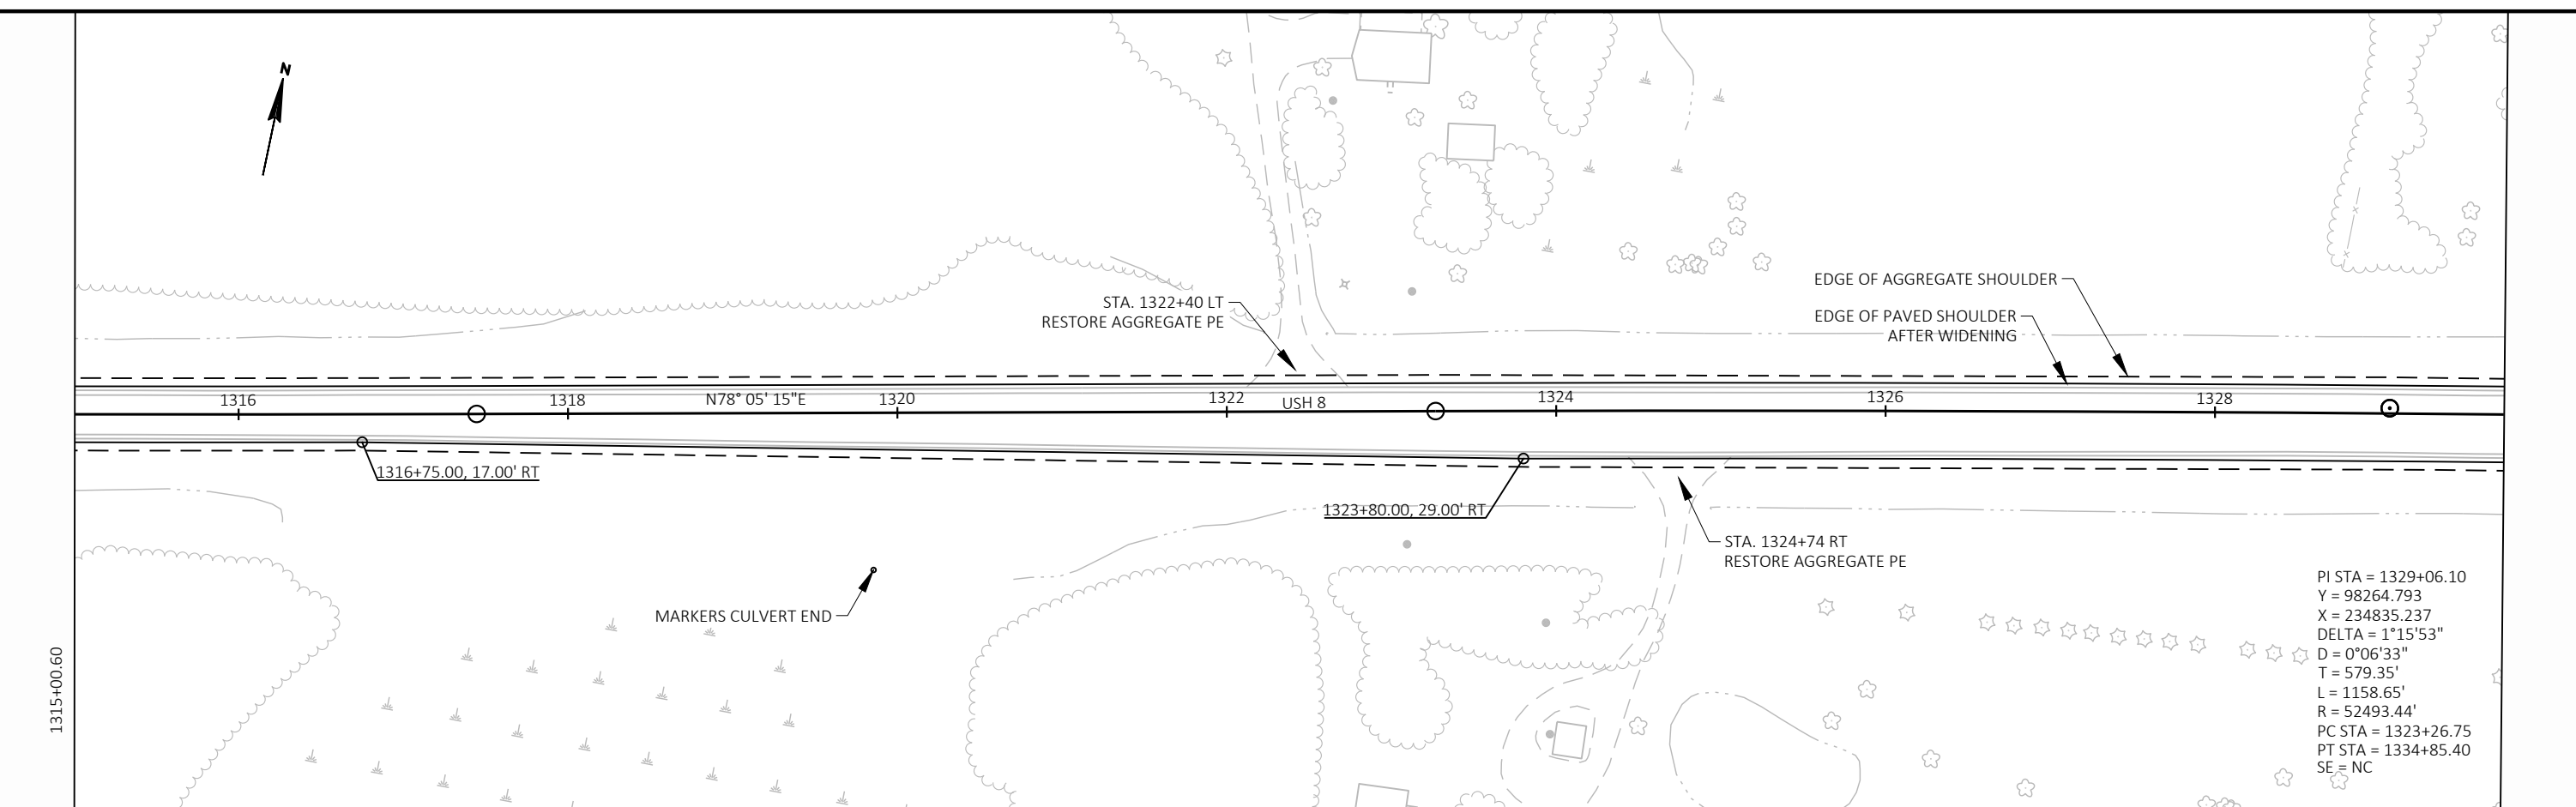 N
EDGE OF AGGREGATE SHOULDER
STA. 1322+40 LT
RESTORE AGGREGATE PE
EDGE OF PAVED SHOULDER
AFTER WIDENING
1316
1318
N78° 05' 15"E
1320
1322
USH 8
1324
1326
1328
1316+75.00, 17.00' RT
1323+80.00, 29.00' RT
STA. 1324+74 RT
RESTORE AGGREGATE PE
MARKERS CULVERT END
1315+00.60
PI STA = 1329+06.10
Y = 98264.793
X = 234835.237
DELTA = 1°15'53"
D = 0°06'33"
T = 579.35'
L = 1158.65'
R = 52493.44'
PC STA = 1323+26.75
PT STA = 1334+85.40
SE = NC